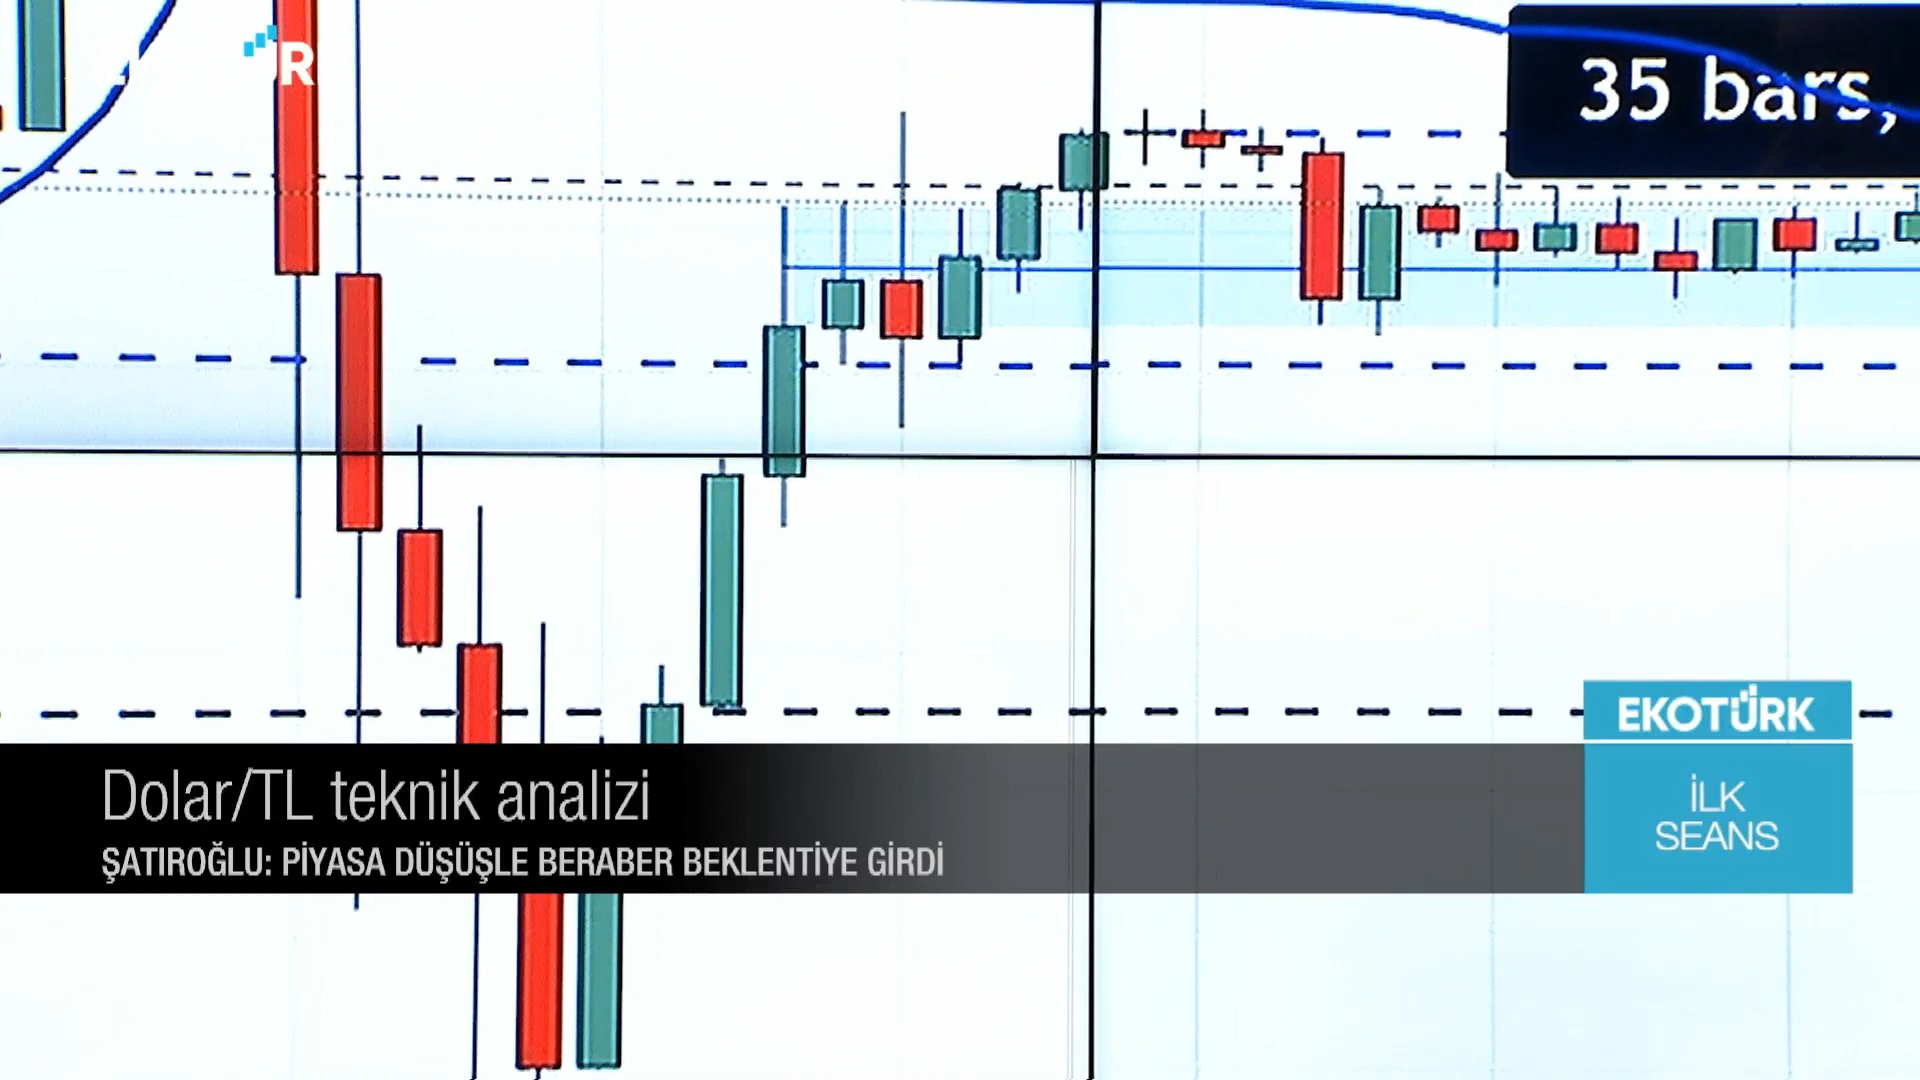 35 bars,
EKOTÜRK
Dolar/TL teknik analizi
ŞATIROĞLU: PİYASA DÜŞÜŞLE BERABER BEKLENTİYE GİRDİ
İLK
SEANS